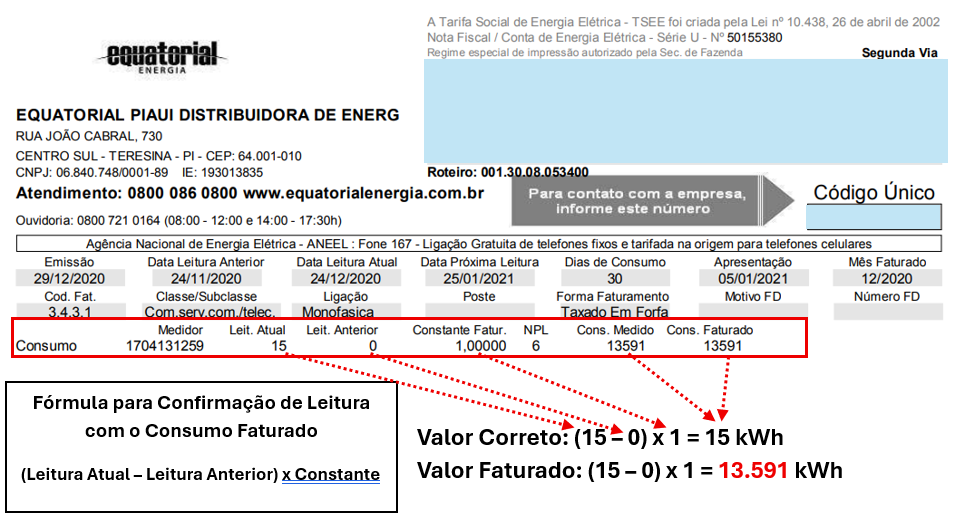 A Tarifa Social de Energia Elétrica - TSEE foi criada pela Lei nº 10.438, 26 de abril de 2002
Nota Fiscal / Conta de Energia Elétrica - Série U - Nº 50155380
Regime especial de impressão autorizado pela Sec. de Fazenda Segunda Via
equatorial
ENERGIA
EQUATORIAL PIAUI DISTRIBUIDORA DE ENERG
RUA JOÃO CABRAL, 730
CENTRO SUL - TERESINA - PI - CEP: 64.001-010
CNPJ: 06.840.748/0001-89 IE: 193013835
Roteiro: 001.30.08.053400
Atendimento: 0800 086 0800 www.equatorialenergia.com.br
Para contato com a empresa,
informe este número
Código Único
Ouvidoria: 0800 721 0164 (08:00 - 12:00 e 14:00 - 17:30h)
Agência Nacional de Energia Elétrica - ANEEL : Fone 167 - Ligação Gratuita de telefones fixos e tarifada na origem para telefones celulares
Emissão Data Leitura Anterior Data Leitura Atual Data Próxima Leitura Dias de Consumo Apresentação Mês Faturado
29/12/2020 24/11/2020 24/12/2020 25/01/2021 30 05/01/2021 12/2020
Cod. Fat. Classe/Subclasse Ligação Poste Forma Faturamento Motivo FD Número FD
3.4.3.1 Com.serv.com./telec. Monofasica Taxado Em Forfa
Medidor Leit. Atual Leit. Anterior Constante Fatur. NPL Cons. Medido Cons. Faturado
Consumo 1704131259 15 0 1,00000 6 13591 13591
Fórmula para Confirmação de Leitura
com o Consumo Faturado
(Leitura Atual – Leitura Anterior) x Constante
Valor Correto: (15 – 0) x 1 = 15 kWh
Valor Faturado: (15 – 0) x 1 = 13.591 kWh